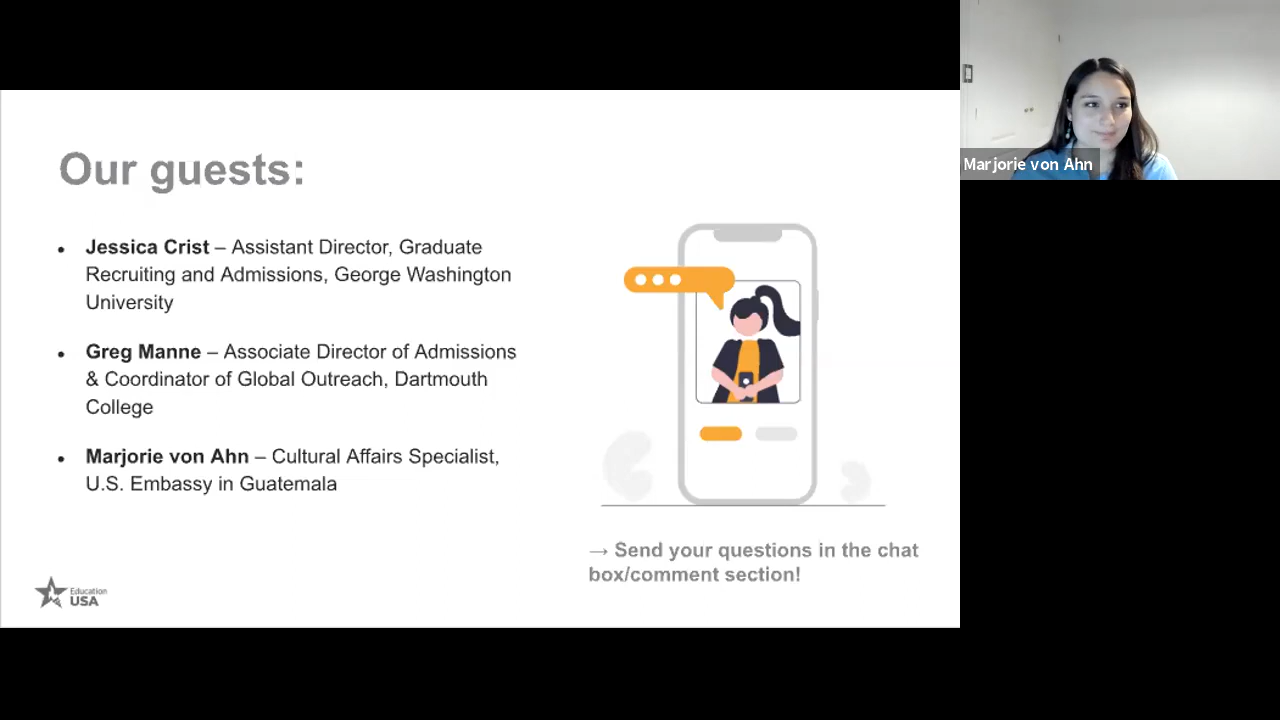 Our guests:
• Jessica Crist – Assistant Director, Graduate
Recruiting and Admissions, George Washington
University
• Greg Manne – Associate Director of Admissions
& Coordinator of Global Outreach, Dartmouth
College
• Marjorie von Ahn – Cultural Affairs Specialist,
U.S. Embassy in Guatemala
→ Send your questions in the chat
box/comment section!
Education
USA
Marjorie von Ahn